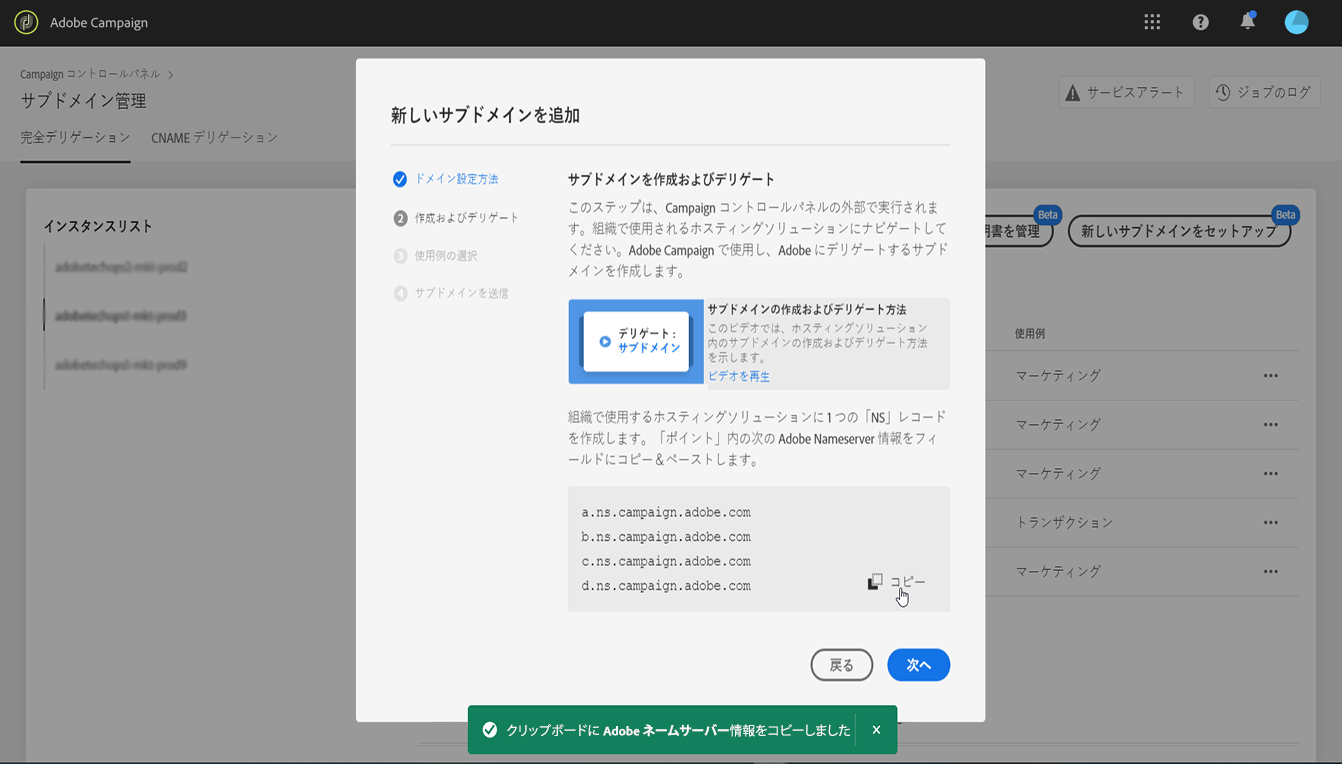 Adobe Campaign
Campaign コントロールパネル
サブドメイン管理
サービスアラート
ジョブのログ
完全デリゲーション
CNAME デリゲーション
インスタンスリスト
新しいサブドメインを追加
ドメイン設定方法
2 作成およびデリゲート
3 使用例の選択
4 サブドメインを送信
サブドメインを作成およびデリゲート
このステップは、Campaign コントロールパネルの外部で実行されま
す。組織で使用されるホスティングソリューションにナビゲートして
ください。Adobe Campaign で使用し、Adobe にデリゲートするサブド
メインを作成します。
デリゲート：
サブドメイン
サブドメインの作成およびデリゲート方法
このビデオでは、ホスティングソリューション
内のサブドメインの作成およびデリゲート方法
を示します。
ビデオを再生
組織で使用するホスティングソリューションに 1 つの「NS」レコード
を作成します。「ポイント」内の次の Adobe Nameserver 情報をフィ
ールドにコピー＆ペーストします。
a.ns.campaign.adobe.com
b.ns.campaign.adobe.com
c.ns.campaign.adobe.com
d.ns.campaign.adobe.com
コピー
戻る
次へ
Beta
書を管理
Beta
新しいサブドメインをセットアップ
使用例
マーケティング
マーケティング
マーケティング
トランザクション
マーケティング
クリップボードに Adobe ネームサーバー情報をコピーしました